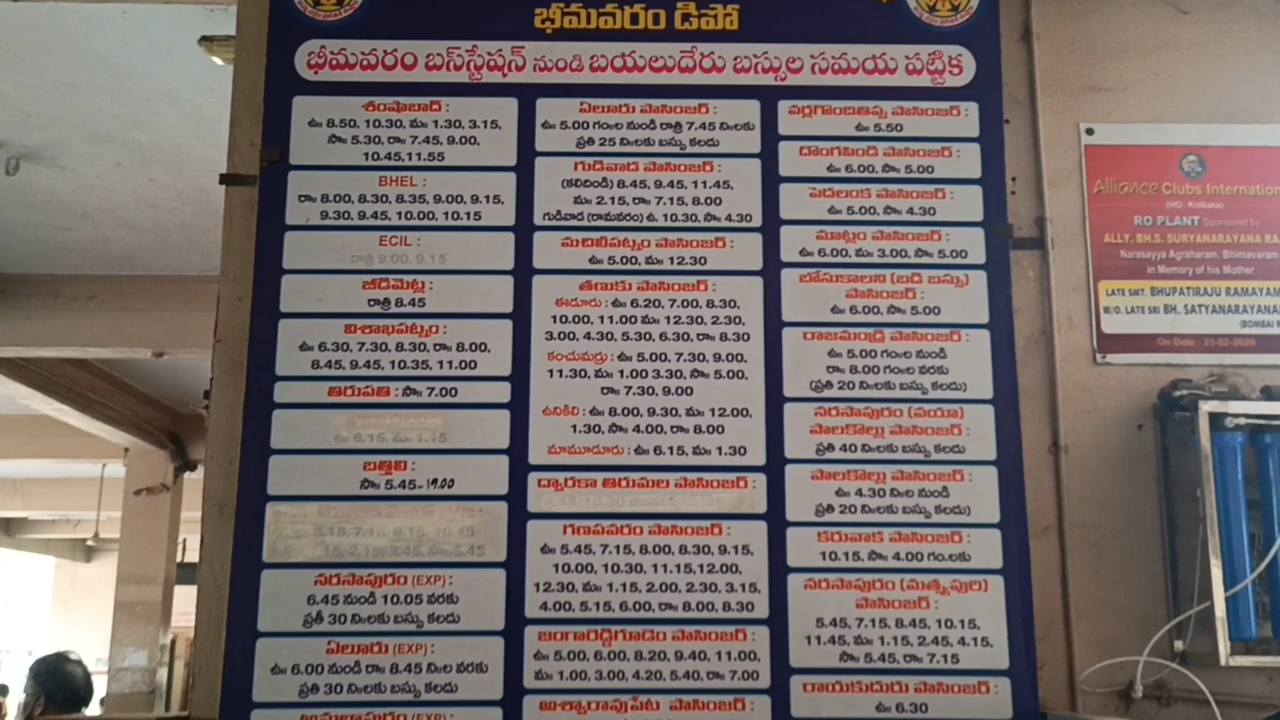 భీమవరం డిపో
భీమవరం బస్‌స్టేషన్ నుండి బయలుదేరు బస్సుల సమయ పట్టిక
శంషాబాద్ :
ఉ॥ 8.50, 10.30, మ॥ 1.30, 3.15,
సా॥ 5.30, రా॥ 7.45, 9.00,
10.45,11.55
BHEL :
రా॥ 8.00, 8.30, 8.35, 9.00, 9.15,
9.30, 9.45, 10.00, 10.15
ECIL :
రాత్రి 9:00, 9.15
జీడిమెట్ల :
రాత్రి 8.45
విశాఖపట్నం :
ఉ॥ 6.30, 7.30, 8.30, రా॥ 8.00,
8.45, 9.45, 10.35, 11.00
తిరుపతి : సా॥ 7.00
ఉ॥ 6.15, మ॥ 1.15
బత్తిలి :
సా॥ 5.45-19.00
నరసాపురం (EXP) :
6.45 నుండి 10.05 వరకు
ప్రతీ 30 ని॥లకు బస్సు కలదు
ఏలూరు (EXP) :
ఉ॥ 6.00 నుండి రా॥ 8.45 ని॥ల వరకు
ప్రతి 30 ని॥లకు బస్సు కలదు
అమలాపురం (EXP) :
ఏలూరు పాసింజర్ :
ఉ॥ 5.00 గం॥ల నుండి రాత్రి 7.45 ని॥లకు
ప్రతి 25 ని॥లకు బస్సు కలదు
గుడివాడ పాసింజర్ :
(కలిదిండి) 8.45, 9.45, 11.45,
మ॥ 2.15, రా॥ 7.15, 8.00
గుడివాడ (రామవరం) ఉ. 10.30, సా॥ 4.30
మచిలీపట్నం పాసింజర్ :
ఉ॥ 5.00, మ॥ 12.30
తణుకు పాసింజర్ :
ఈడూరు : ఉ॥ 6.20, 7.00, 8.30,
10.00, 11.00 మ॥ 12.30, 2.30,
3.00, 4.30, 5.30, 6.30, రా॥ 8.30
కంచుమర్రు : ఉ॥ 5.00, 7.30, 9.00,
11.30, మ॥ 1.00 3.30, సా॥ 5.00,
రా॥ 7.30, 9.00
ఉనికిలి : ఉ॥ 8.00, 9.30, మ॥ 12.00,
1.30, సా॥ 4.00, రా॥ 8.00
మామూడూరు : ఉ॥ 6.15, మ॥ 1.30
ద్వారకా తిరుమల పాసింజర్ :
గణపవరం పాసింజర్ :
ఉ॥ 5.45, 7.15, 8.00, 8.30, 9.15,
10.00, 10.30, 11.15,12.00,
12.30, మ॥ 1.15, 2.00, 2.30, 3.15,
4.00, 5.15, 6.00, రా॥ 8.00, 8.30
జంగారెడ్డిగూడెం పాసింజర్ :
ఉ॥ 5.00, 6.00, 8.20, 9.40, 11.00,
మ॥ 1.00, 3.00, 4.20, 5.40, రా॥ 7.00
అశ్వారావుపేట పాసింజర్ :
పర్లగొందితిప్ప పాసింజర్ :
ఉ॥ 5.50
దొంగపిండి పాసింజర్ :
ఉ॥ 6.00, సా॥ 5.00
పెదలంక పాసింజర్ :
ఉ॥ 5.00, సా॥ 4.30
మాట్లం పాసింజర్ :
ఉ॥ 6.00, మ॥ 3.00, సా॥ 5.00
బోసుకాలని (బడి బస్సు)
పాసింజర్ :
ఉ॥ 6.00, సా॥ 5.00
రాజమండ్రి పాసింజర్ :
ఉ॥ 5.00 గం॥ల నుండి
రా॥ 8.00 గం॥ల వరకు
(ప్రతి 20 ని॥లకు బస్సు కలదు)
నరసాపురం (వయా)
పాలకొల్లు పాసింజర్ :
ప్రతి 40 ని॥లకు బస్సు కలదు
పాలకొల్లు పాసింజర్ :
ఉ॥ 4.30 ని॥ల నుండి
ప్రతి 20 ని॥లకు బస్సు కలదు)
కరువాక పాసింజర్ :
10.15, సా॥ 4.00 గం.లకు
నరసాపురం (మత్స్యపురి)
పాసింజర్ :
5.45, 7.15, 8.45, 10.15,
11.45, మ॥ 1.15, 2.45, 4.15,
సా॥ 5.45, రా॥ 7.15
రాయకుదురు పాసింజర్ :
ఉ॥ 6.30
Alliance Clubs Internation
(HO: Kolkata)
RO PLANT Sponsored by
ALLY. BH.S. SURYANARAYANA RA
Narasayya Agraharam, Bhimavaram
in Memory of his Mother
LATE SMT. BHUPATIRAJU RAMAYAM
W/O. LATE SRI BH. SATYANARAYANA
(BOMBAI
On Date : 23-02-2020